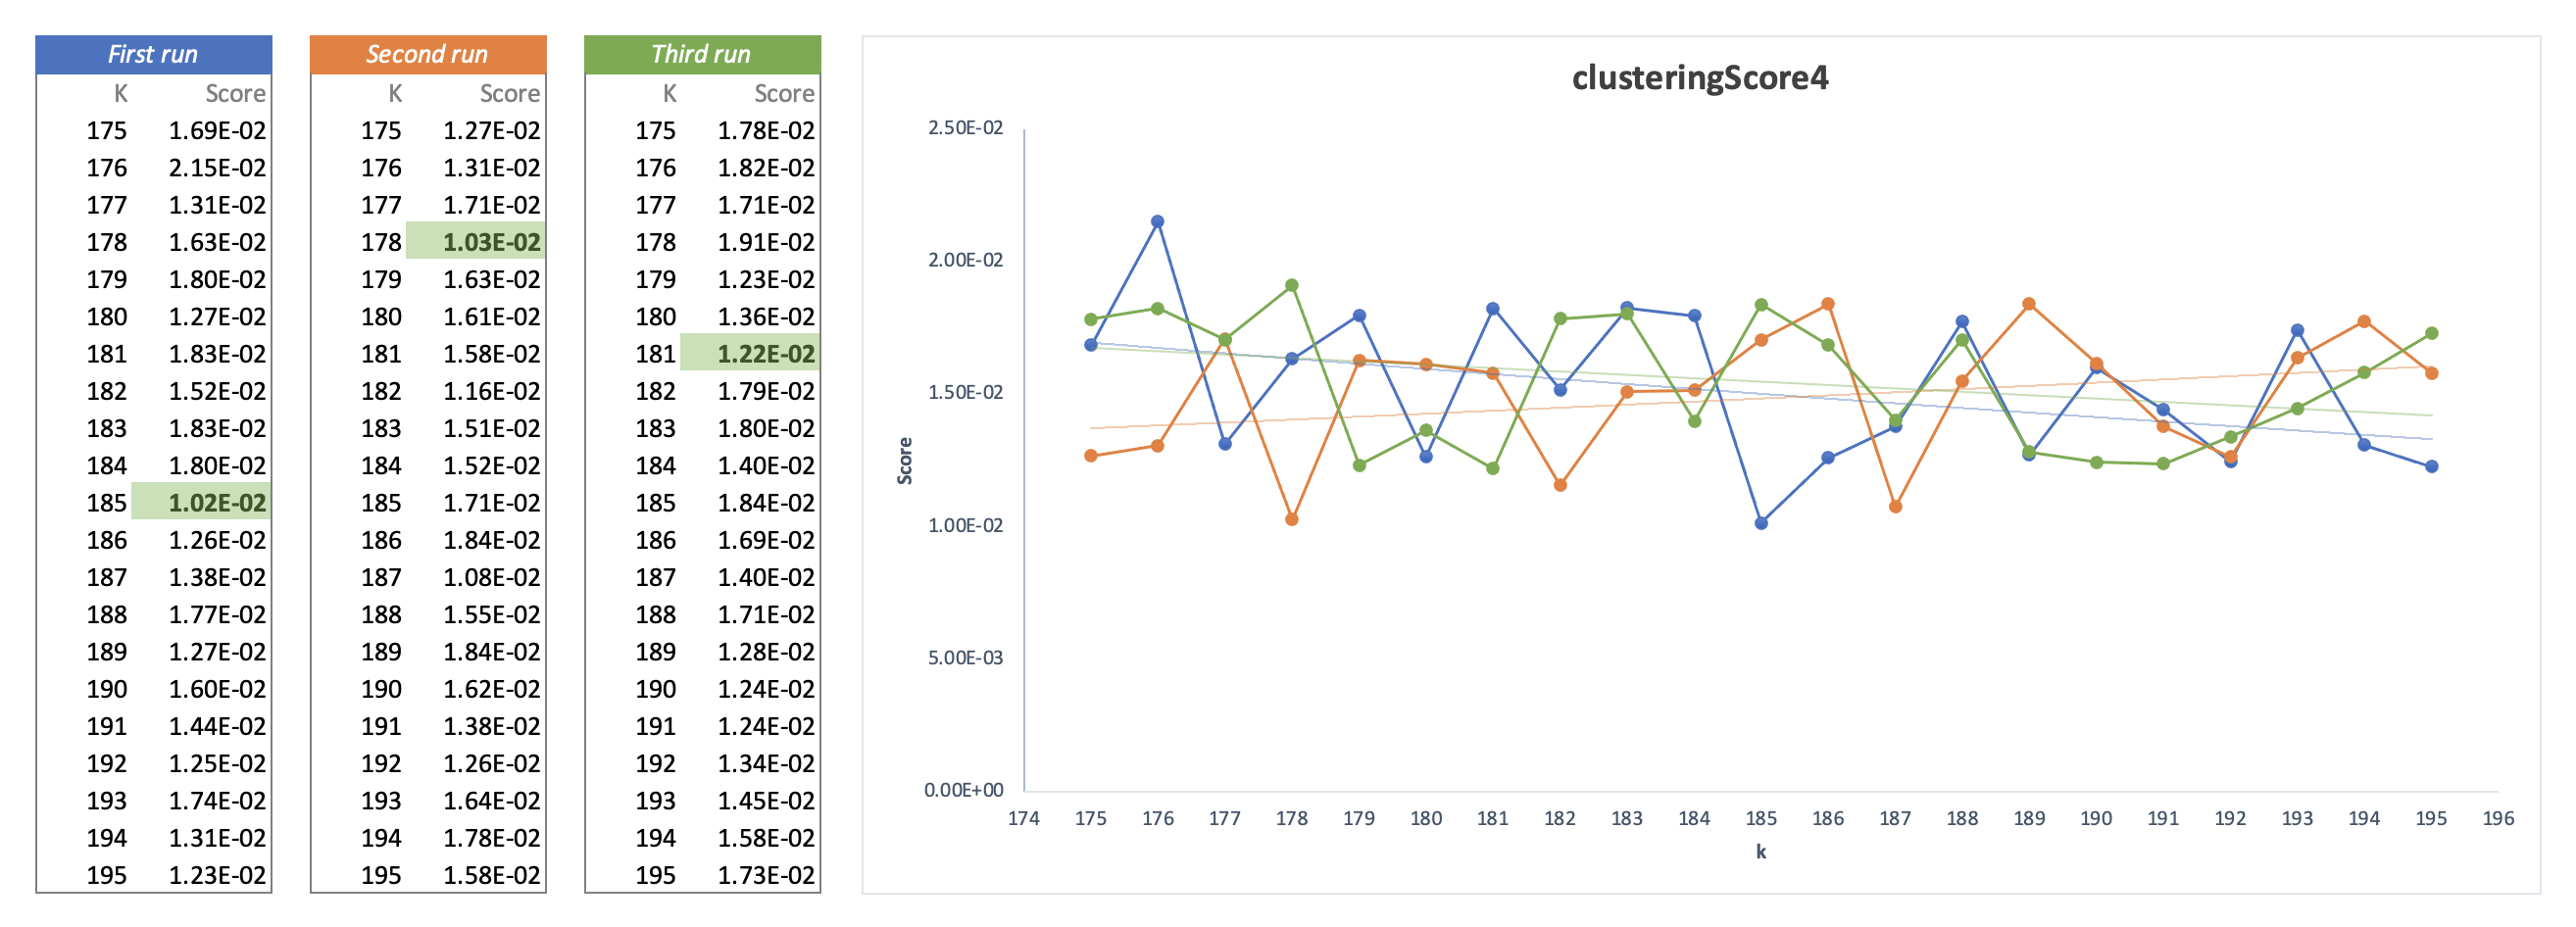 First run Second run Third run
K Score K Score K Score
175 1.69E-02 175 1.27E-02 175 1.78E-02
176 2.15E-02 176 1.31E-02 176 1.82E-02
177 1.31E-02 177 1.71E-02 177 1.71E-02
178 1.63E-02 178 1.03E-02 178 1.91E-02
179 1.80E-02 179 1.63E-02 179 1.23E-02
180 1.27E-02 180 1.61E-02 180 1.36E-02
181 1.83E-02 181 1.58E-02 181 1.22E-02
182 1.52E-02 182 1.16E-02 182 1.79E-02
183 1.83E-02 183 1.51E-02 183 1.80E-02
184 1.80E-02 184 1.52E-02 184 1.40E-02
185 1.02E-02 185 1.71E-02 185 1.84E-02
186 1.26E-02 186 1.84E-02 186 1.69E-02
187 1.38E-02 187 1.08E-02 187 1.40E-02
188 1.77E-02 188 1.55E-02 188 1.71E-02
189 1.27E-02 189 1.84E-02 189 1.28E-02
190 1.60E-02 190 1.62E-02 190 1.24E-02
191 1.44E-02 191 1.38E-02 191 1.24E-02
192 1.25E-02 192 1.26E-02 192 1.34E-02
193 1.74E-02 193 1.64E-02 193 1.45E-02
194 1.31E-02 194 1.78E-02 194 1.58E-02
195 1.23E-02 195 1.58E-02 195 1.73E-02
clusteringScore4
2.50E-02
2.00E-02
1.50E-02
1.00E-02
5.00E-03
0.00E+00
Score
174 175 176 177 178 179 180 181 182 183 184 185 186 187 188 189 190 191 192 193 194 195 196
k